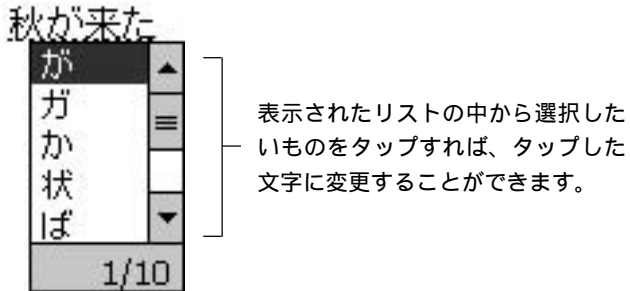 秋が来た
が
ガ
か
状
ば
1/10
表示されたリストの中から選択した
いものをタップすれば、タップした
文字に変更することができます。